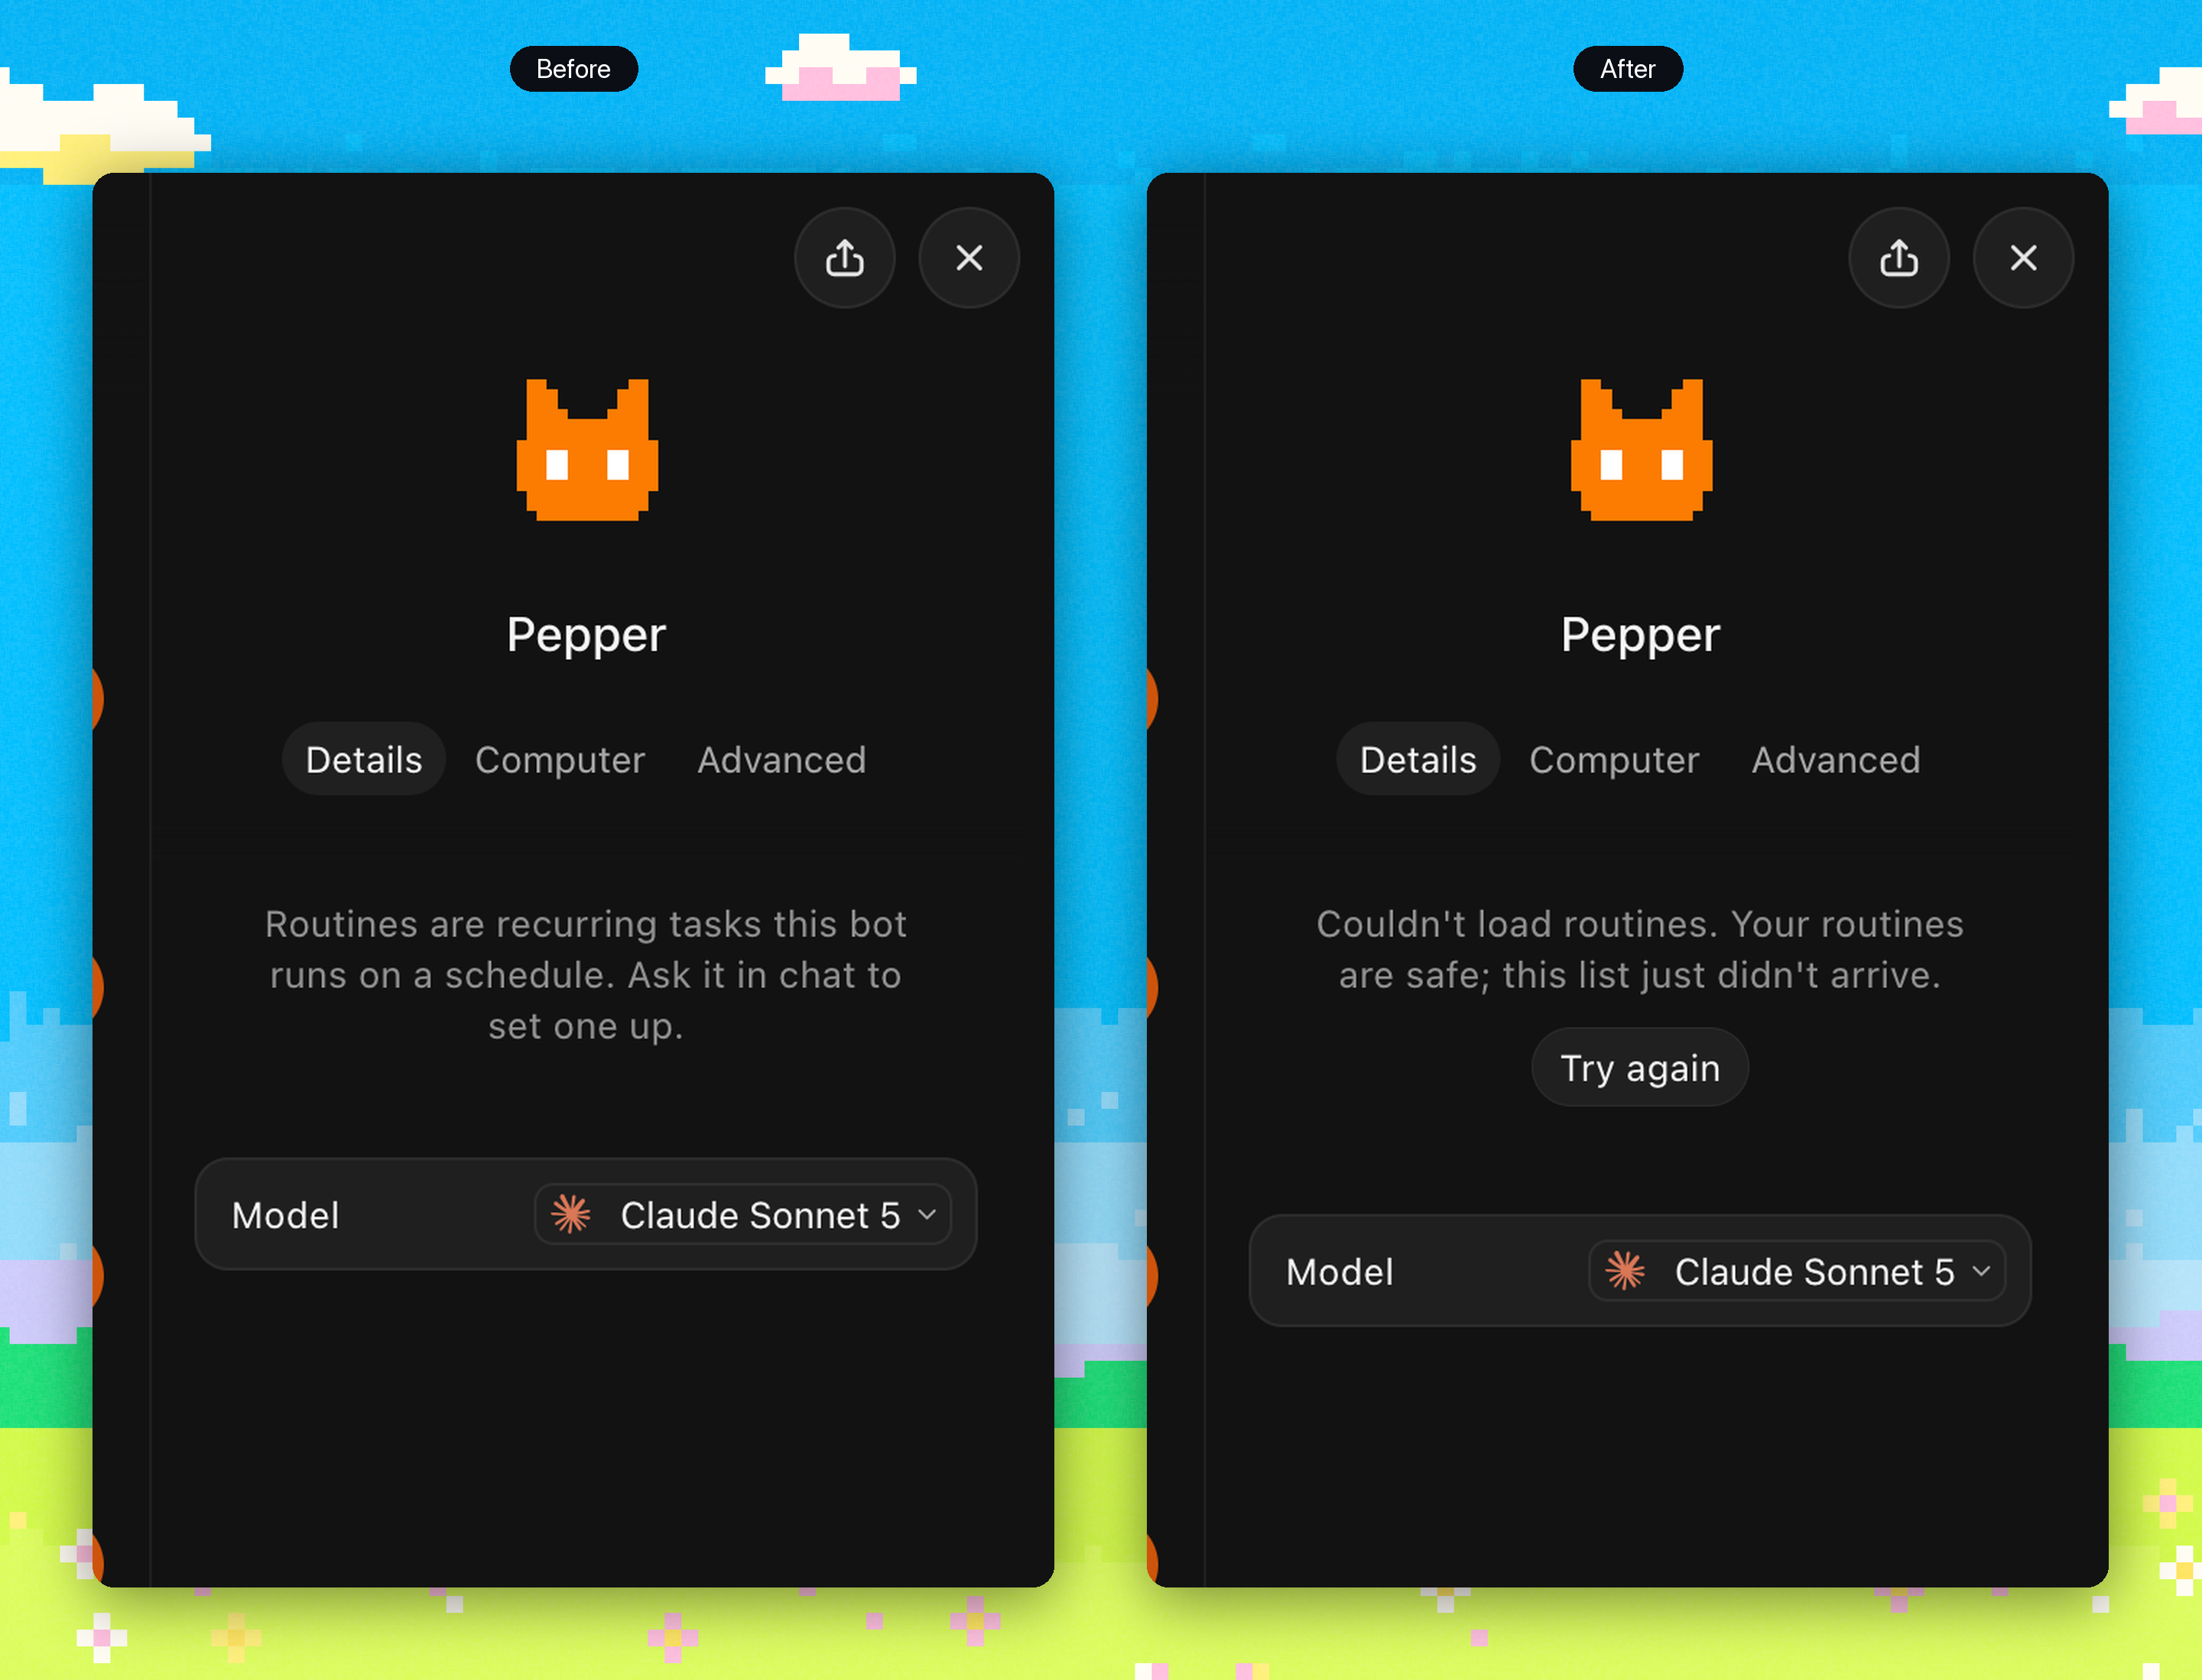 Before
Pepper
Details Computer Advanced
Routines are recurring tasks this bot
runs on a schedule. Ask it in chat to
set one up.
Model Claude Sonnet 5
After
Pepper
Details Computer Advanced
Couldn't load routines. Your routines
are safe; this list just didn't arrive.
Try again
Model Claude Sonnet 5